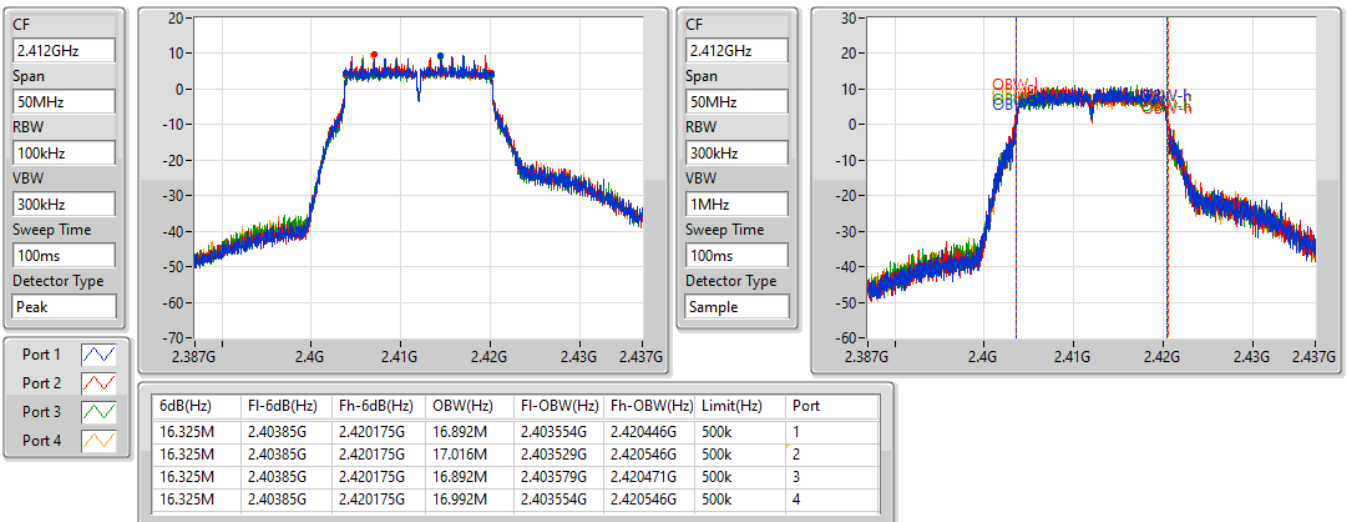 CF
2.412GHz
Span
50MHz
RBW
100kHz
VBW
300kHz
Sweep Time
100ms
Detector Type
Peak
20
10
0
-10
-20
-30
-40
-50
-60
-70
2.387G 2.4G 2.41G 2.42G 2.43G 2.437G
CF
2.412GHz
Span
50MHz
RBW
300kHz
VBW
1MHz
Sweep Time
100ms
Detector Type
Sample
30
20
10
0
-10
-20
-30
-40
-50
-60
OBW-l
OBW-h
OBW-h
2.387G 2.4G 2.41G 2.42G 2.43G 2.437G
Port 1
Port 2
Port 3
Port 4
6dB(Hz) Fl-6dB(Hz) Fh-6dB(Hz) OBW(Hz) Fl-OBW(Hz) Fh-OBW(Hz) Limit(Hz) Port
16.325M 2.40385G 2.420175G 16.892M 2.403554G 2.420446G 500k 1
16.325M 2.40385G 2.420175G 17.016M 2.403529G 2.420546G 500k 2
16.325M 2.40385G 2.420175G 16.892M 2.403579G 2.420471G 500k 3
16.325M 2.40385G 2.420175G 16.992M 2.403554G 2.420546G 500k 4